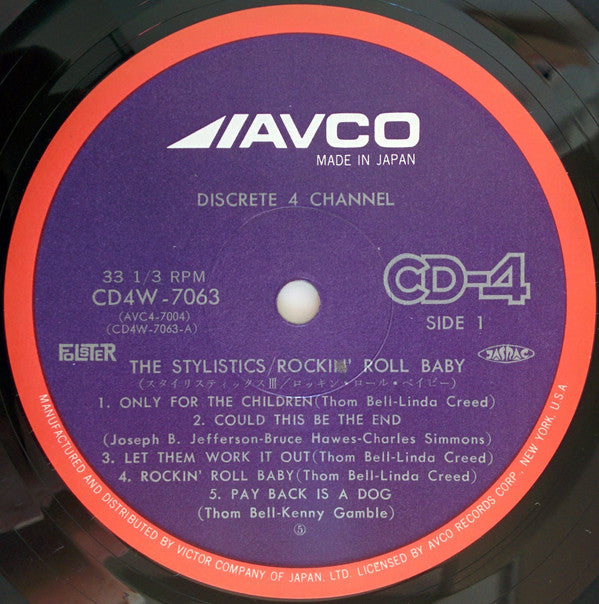 AVCO
MADE IN JAPAN
DISCRETE 4 CHANNEL
33 1/3 RPM
CD4W-7063
(AVC4-7004)
(CD4W-7063-A)
CD-4
SIDE 1
FOLSTER
JASRAC
THE STYLISTICS/ROCKIN' ROLL BABY
(スタイリスティックスⅢ/ロッキン・ロール・ベイビー)
1. ONLY FOR THE CHILDREN(Thom Bell-Linda Creed)
2. COULD THIS BE THE END
(Joseph B. Jefferson-Bruce Hawes-Charles Simmons)
3. LET THEM WORK IT OUT(Thom Bell-Linda Creed)
4. ROCKIN' ROLL BABY(Thom Bell-Linda Creed)
5. PAY BACK IS A DOG
(Thom Bell-Kenny Gamble)
⑤
MANUFACTURED AND DISTRIBUTED BY VICTOR COMPANY OF JAPAN, LTD. LICENSED BY AVCO RECORDS CORP., NEW YORK, U.S.A